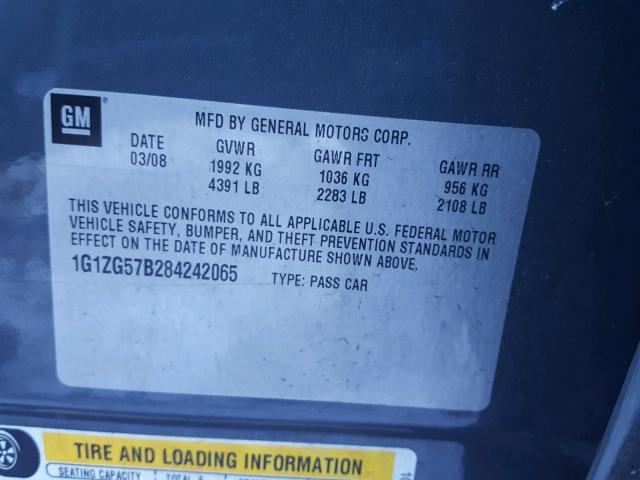 GM ®
MFD BY GENERAL MOTORS CORP.
DATE GVWR GAWR FRT GAWR RR
03/08 1992 KG 1036 KG 956 KG
4391 LB 2283 LB 2108 LB
THIS VEHICLE CONFORMS TO ALL APPLICABLE U.S. FEDERAL MOTOR
VEHICLE SAFETY, BUMPER, AND THEFT PREVENTION STANDARDS IN
EFFECT ON THE DATE OF MANUFACTURE SHOWN ABOVE.
1G1ZG57B284242065 TYPE: PASS CAR
TIRE AND LOADING INFORMATION
SEATING CAPACITY TOTAL 5